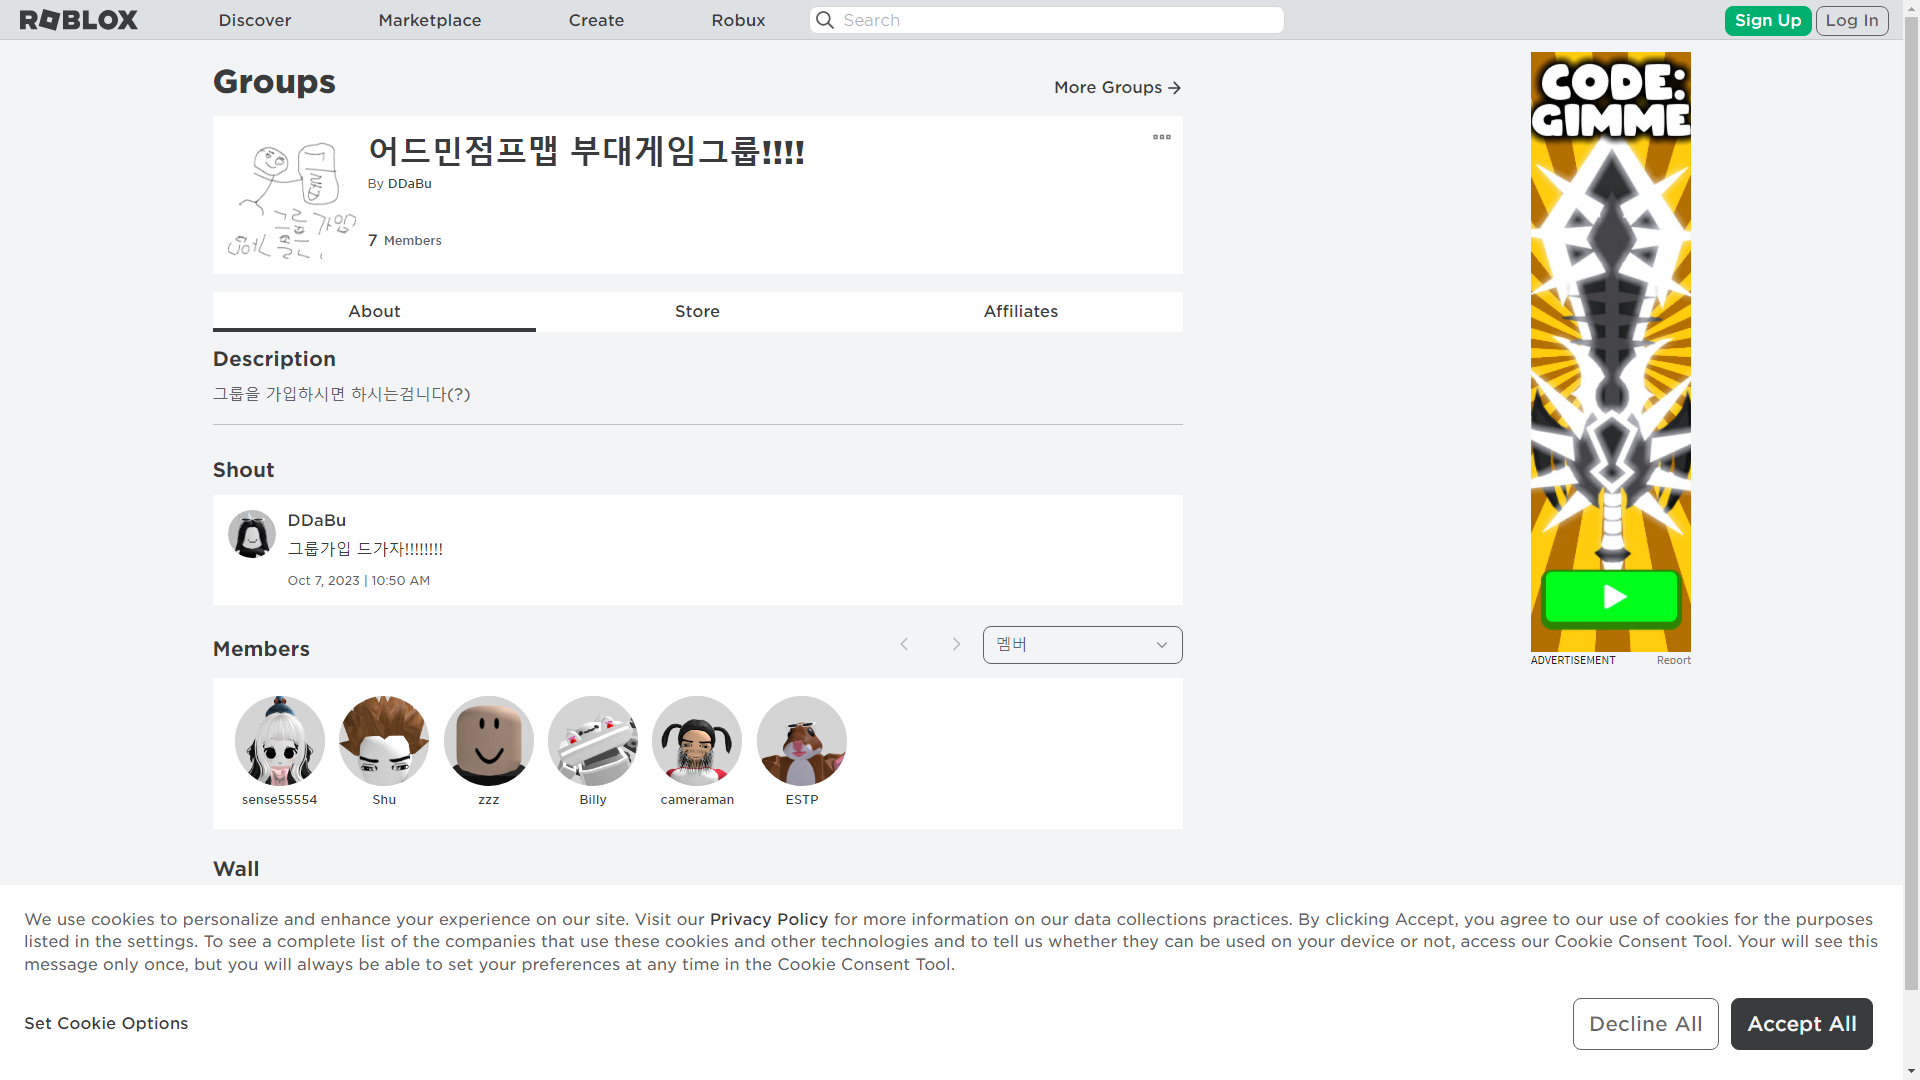 ROBLOX
Discover
Marketplace
Create
Robux
Search
Sign Up
Log In
Groups
More Groups
어드민점프맵 부대게임그룹!!!!
By DDaBu
7 Members
그룹가입
About
Store
Affiliates
Description
그룹을 가입하시면 하시는검니다(?)
Shout
DDaBu
그룹가입 드가자!!!!!!!!
Oct 7, 2023 | 10:50 AM
Members
멤버
sense55554
Shu
zzz
Billy
cameraman
ESTP
Wall
CODE:
GIMME
ADVERTISEMENT
Report
We use cookies to personalize and enhance your experience on our site. Visit our Privacy Policy for more information on our data collections practices. By clicking Accept, you agree to our use of cookies for the purposes
listed in the settings. To see a complete list of the companies that use these cookies and other technologies and to tell us whether they can be used on your device or not, access our Cookie Consent Tool. Your will see this
message only once, but you will always be able to set your preferences at any time in the Cookie Consent Tool.
Set Cookie Options
Decline All
Accept All